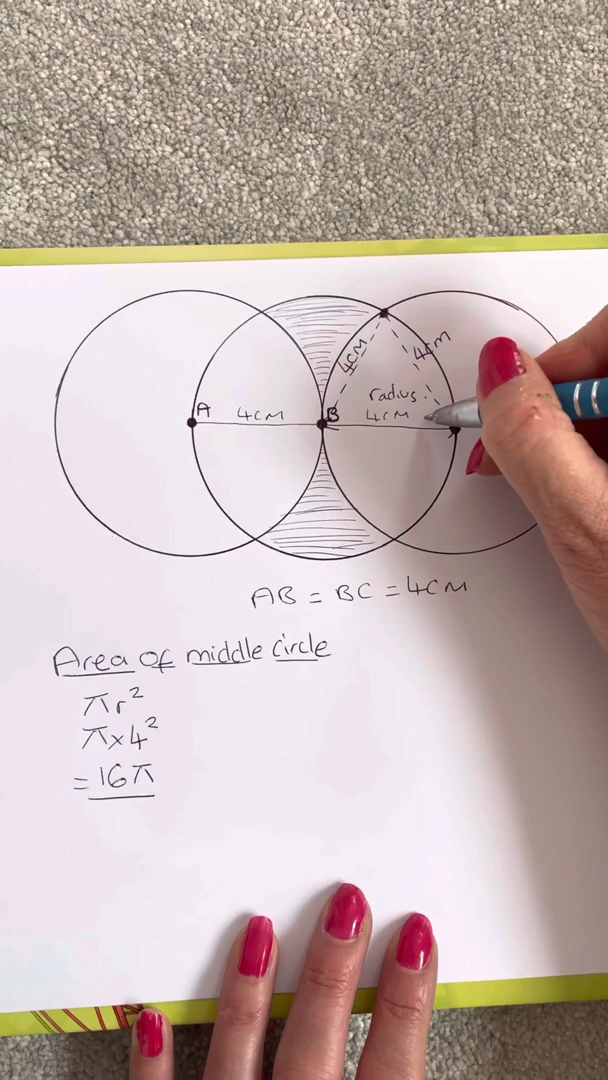 4cm
4cm
radius
A 4cm B 4cm
AB = BC = 4cm
Area of middle circle
πr²
π×4²
=16π